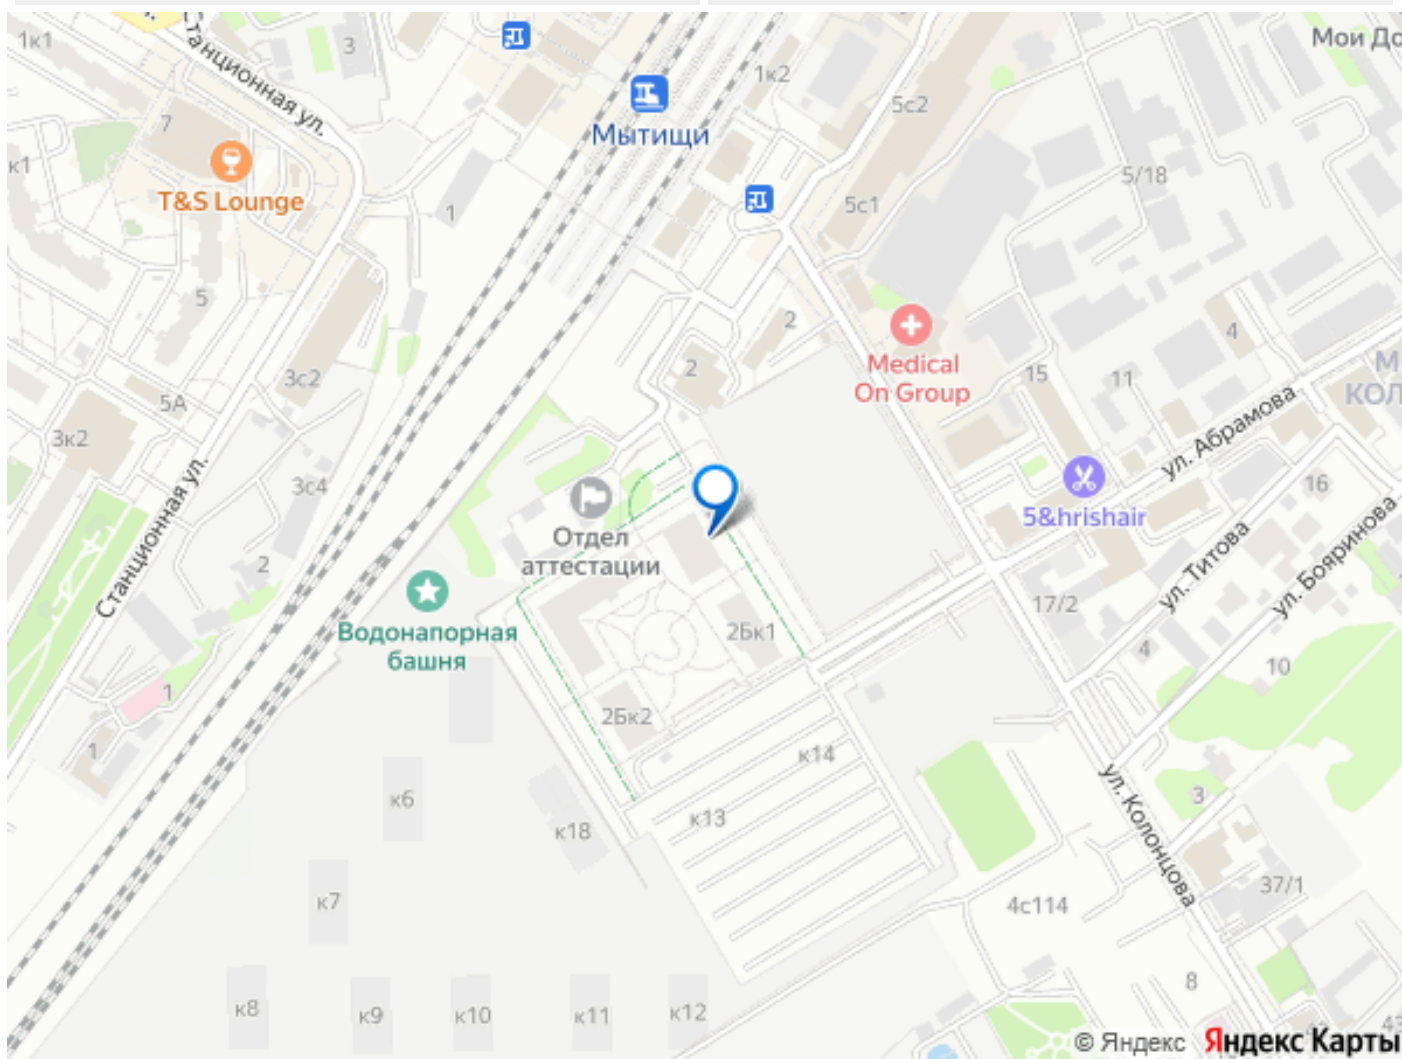 1к1
3
Станционная ул.
Мои До
1к2
5с2
7
Мытищи
к1
5/18
T&S Lounge
1
5с1
5
2
4
Medical
On Group
3с2
2
15
11
М
КОЛ
5А
3к2
ул. Абрамова
3с4
16
5&hrishair
Станционная ул.
Отдел
аттестации
2
ул. Титова
ул. Бояринова
17/2
Водонапорная
башня
2Бк1
4
10
1
2Бк2
1
к14
ул. Колонцова
3
к6
к13
к18
37/1
к7
4с114
8
к8
к9
к10
к11
к12
43
© Яндекс Яндекс Карты